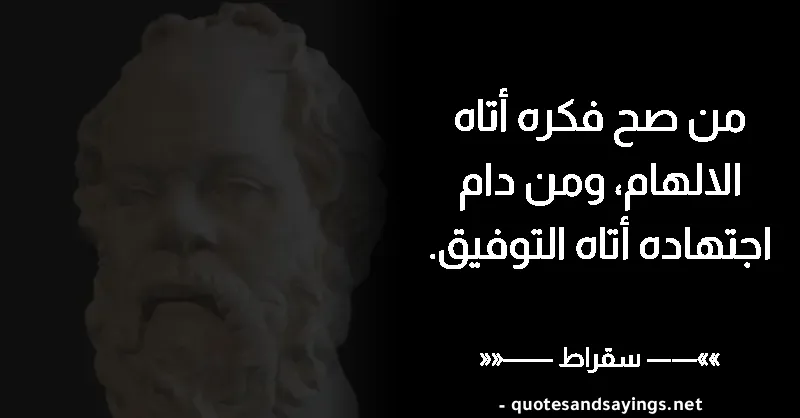 من صح فكره أتاه
الالهام، ومن دام
اجتهاده أتاه التوفيق.
»»—— سقراط ——««
- quotesandsayings.net